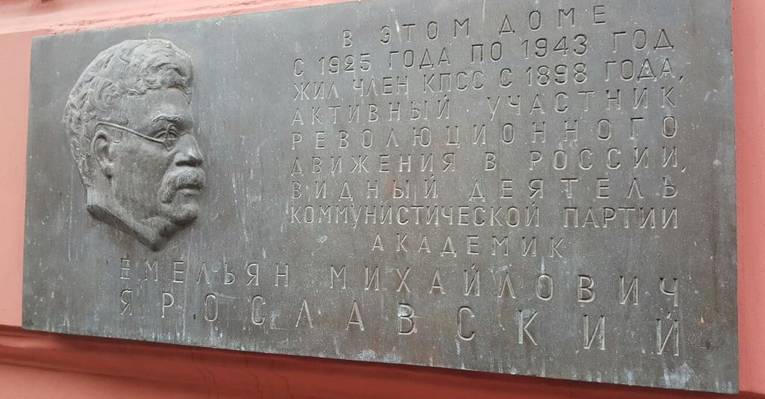 В ЭТОМ ДОМЕ
С 1925 ГОДА ПО 1943 ГОД
ЖИЛ ЧЛЕН КПСС С 1898 ГОДА,
АКТИВНЫЙ УЧАСТНИК
РЕВОЛЮЦИОННОГО
ДВИЖЕНИЯ В РОССИИ,
ВИДНЫЙ ДЕЯТЕЛЬ
КОММУНИСТИЧЕСКОЙ ПАРТИИ
АКАДЕМИК
ЕМЕЛЬЯН МИХАЙЛОВИЧ
ЯРОСЛАВСКИЙ